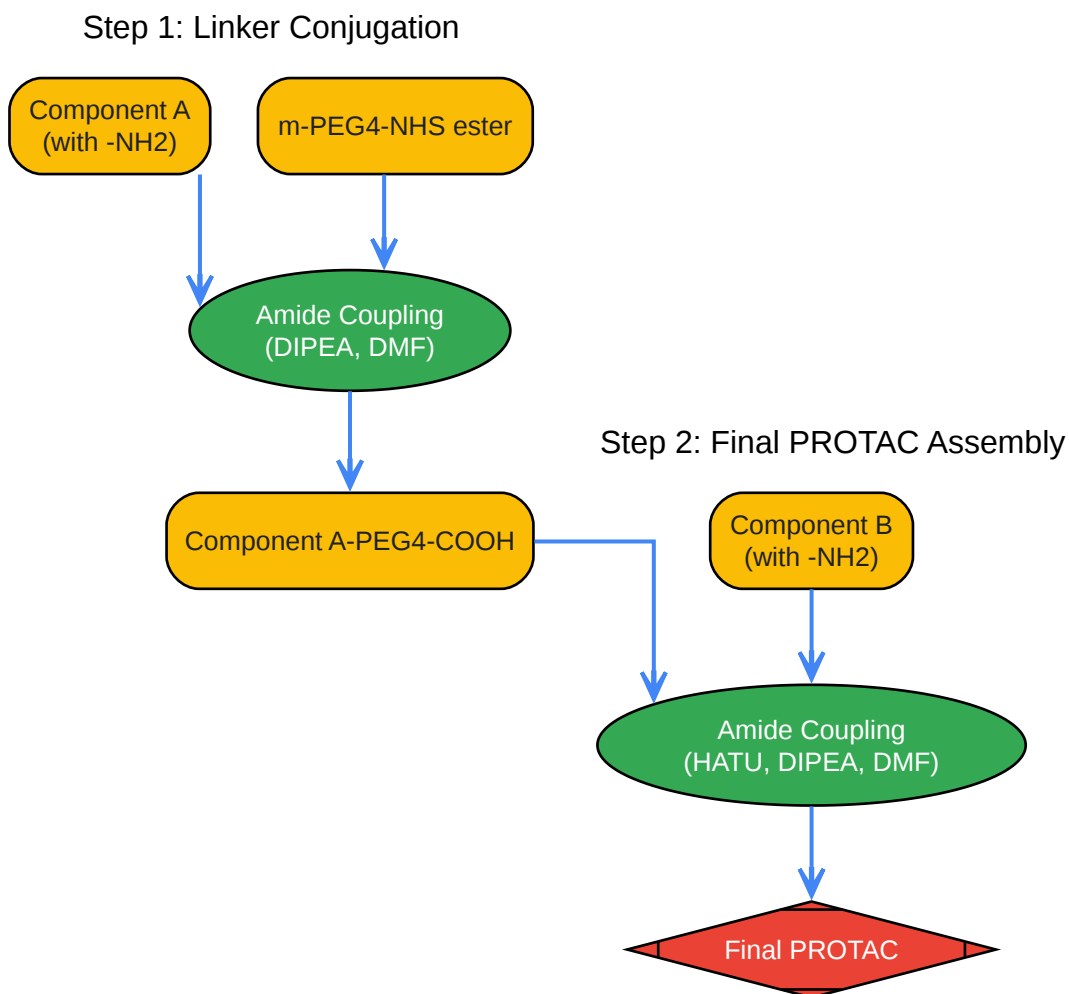 Step 1: Linker Conjugation
Component A
(with -NH2)
m-PEG4-NHS ester
Amide Coupling
(DIPEA, DMF)
Component A-PEG4-COOH
Step 2: Final PROTAC Assembly
Component B
(with -NH2)
Amide Coupling
(HATU, DIPEA, DMF)
Final PROTAC